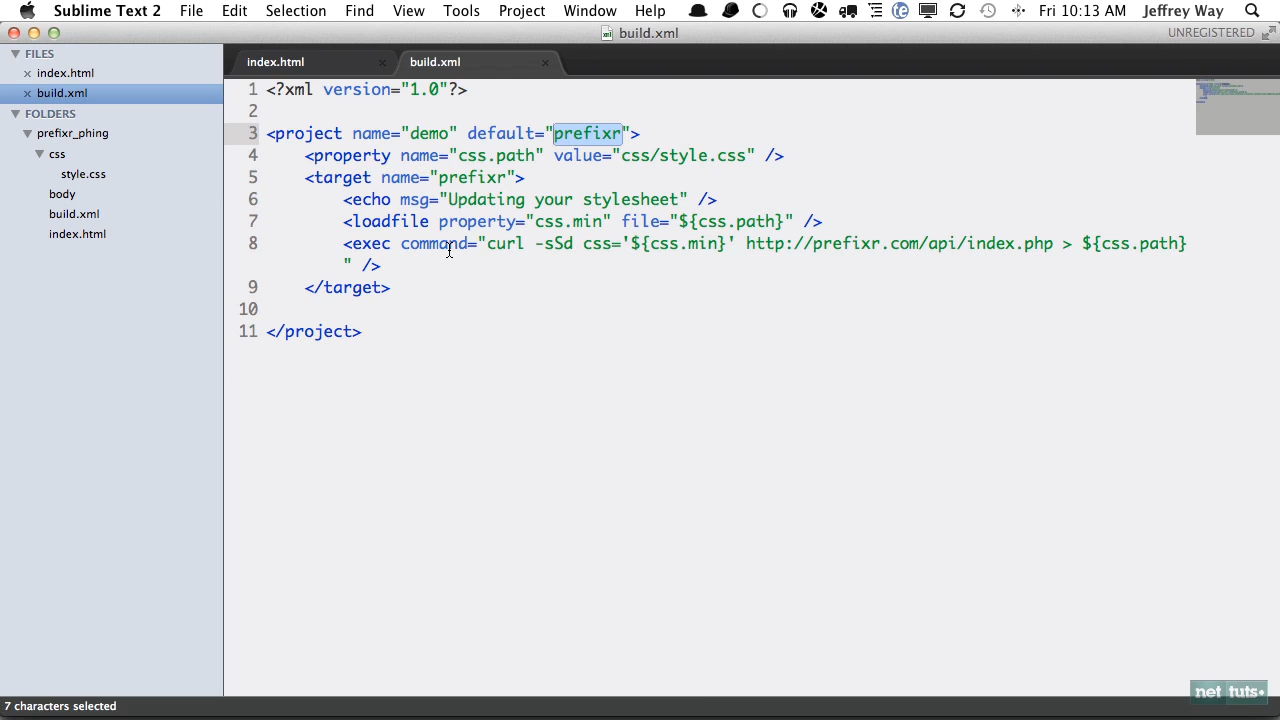 Sublime Text 2 File Edit Selection Find View Tools Project Window Help Fri 10:13 AM Jeffrey Way
build.xml UNREGISTERED
FILES
index.html
build.xml
FOLDERS
prefixr_phing
css
style.css
body
build.xml
index.html
index.html build.xml
1 <?xml version="1.0"?>
2
3 <project name="demo" default="prefixr">
4 <property name="css.path" value="css/style.css" />
5 <target name="prefixr">
6 <echo msg="Updating your stylesheet" />
7 <loadfile property="css.min" file="${css.path}" />
8 <exec command="curl -sSd css='${css.min}' http://prefixr.com/api/index.php > ${css.path}
" />
9 </target>
10
11 </project>
7 characters selected
net tuts+